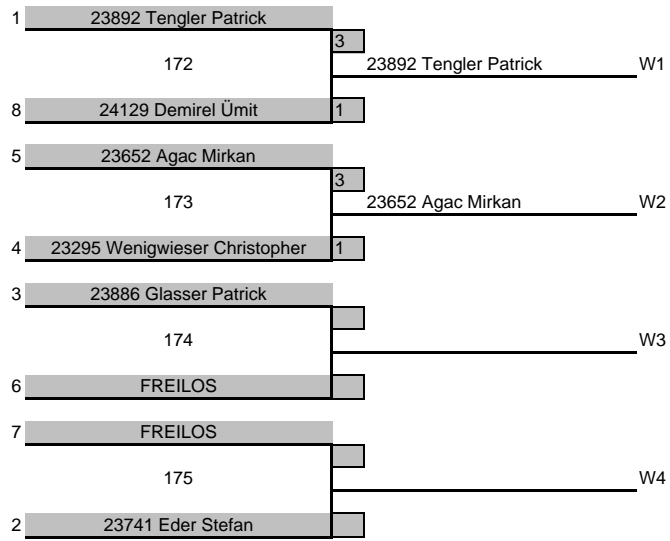 1 23892 Tengler Patrick
3
172 23892 Tengler Patrick W1
8 24129 Demirel Ümit 1
5 23652 Agac Mirkan
3
173 23652 Agac Mirkan W2
4 23295 Wenigwieser Christopher 1
3 23886 Glasser Patrick
174 W3
6 FREILOS
7 FREILOS
175 W4
2 23741 Eder Stefan